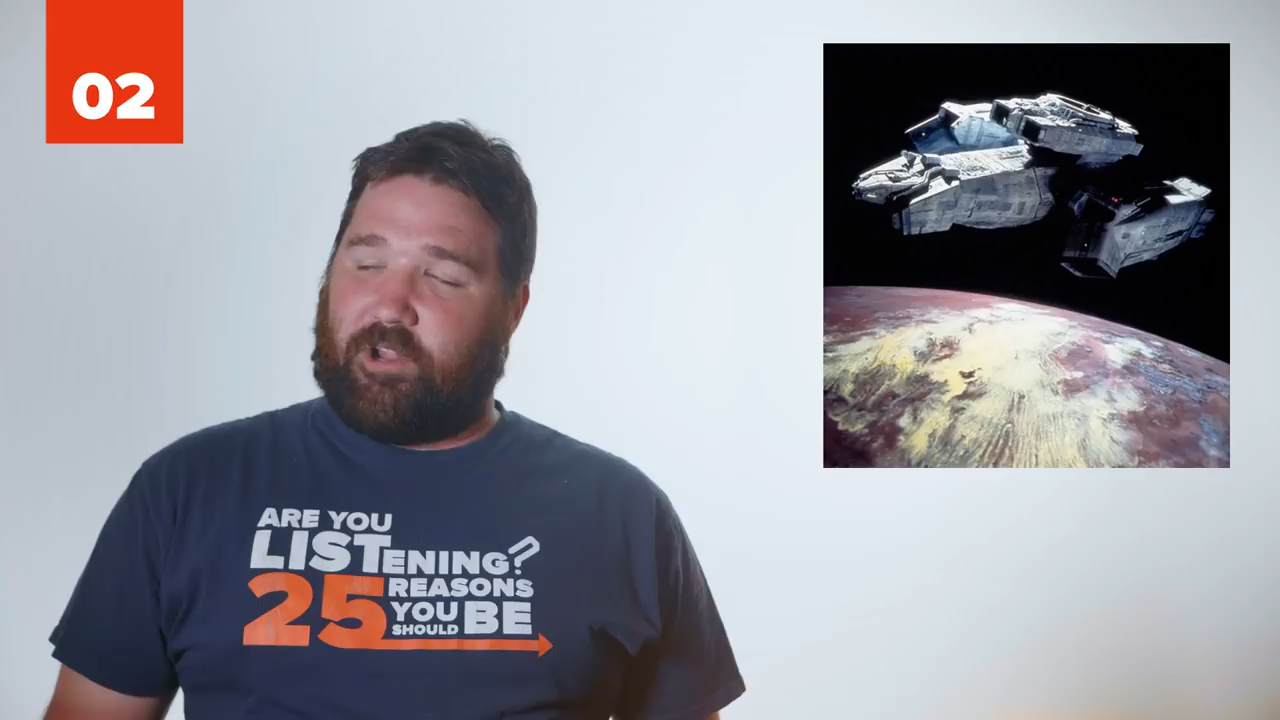 02
ARE YOU
LISTENING?
25 REASONS
YOU BE
SHOULD